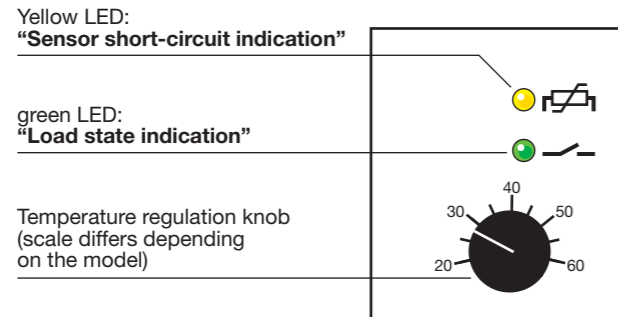 Yellow LED:
“Sensor short-circuit indication”
green LED:
“Load state indication”
40
30
50
Temperature regulation knob
(scale differs depending
on the model)
20
60